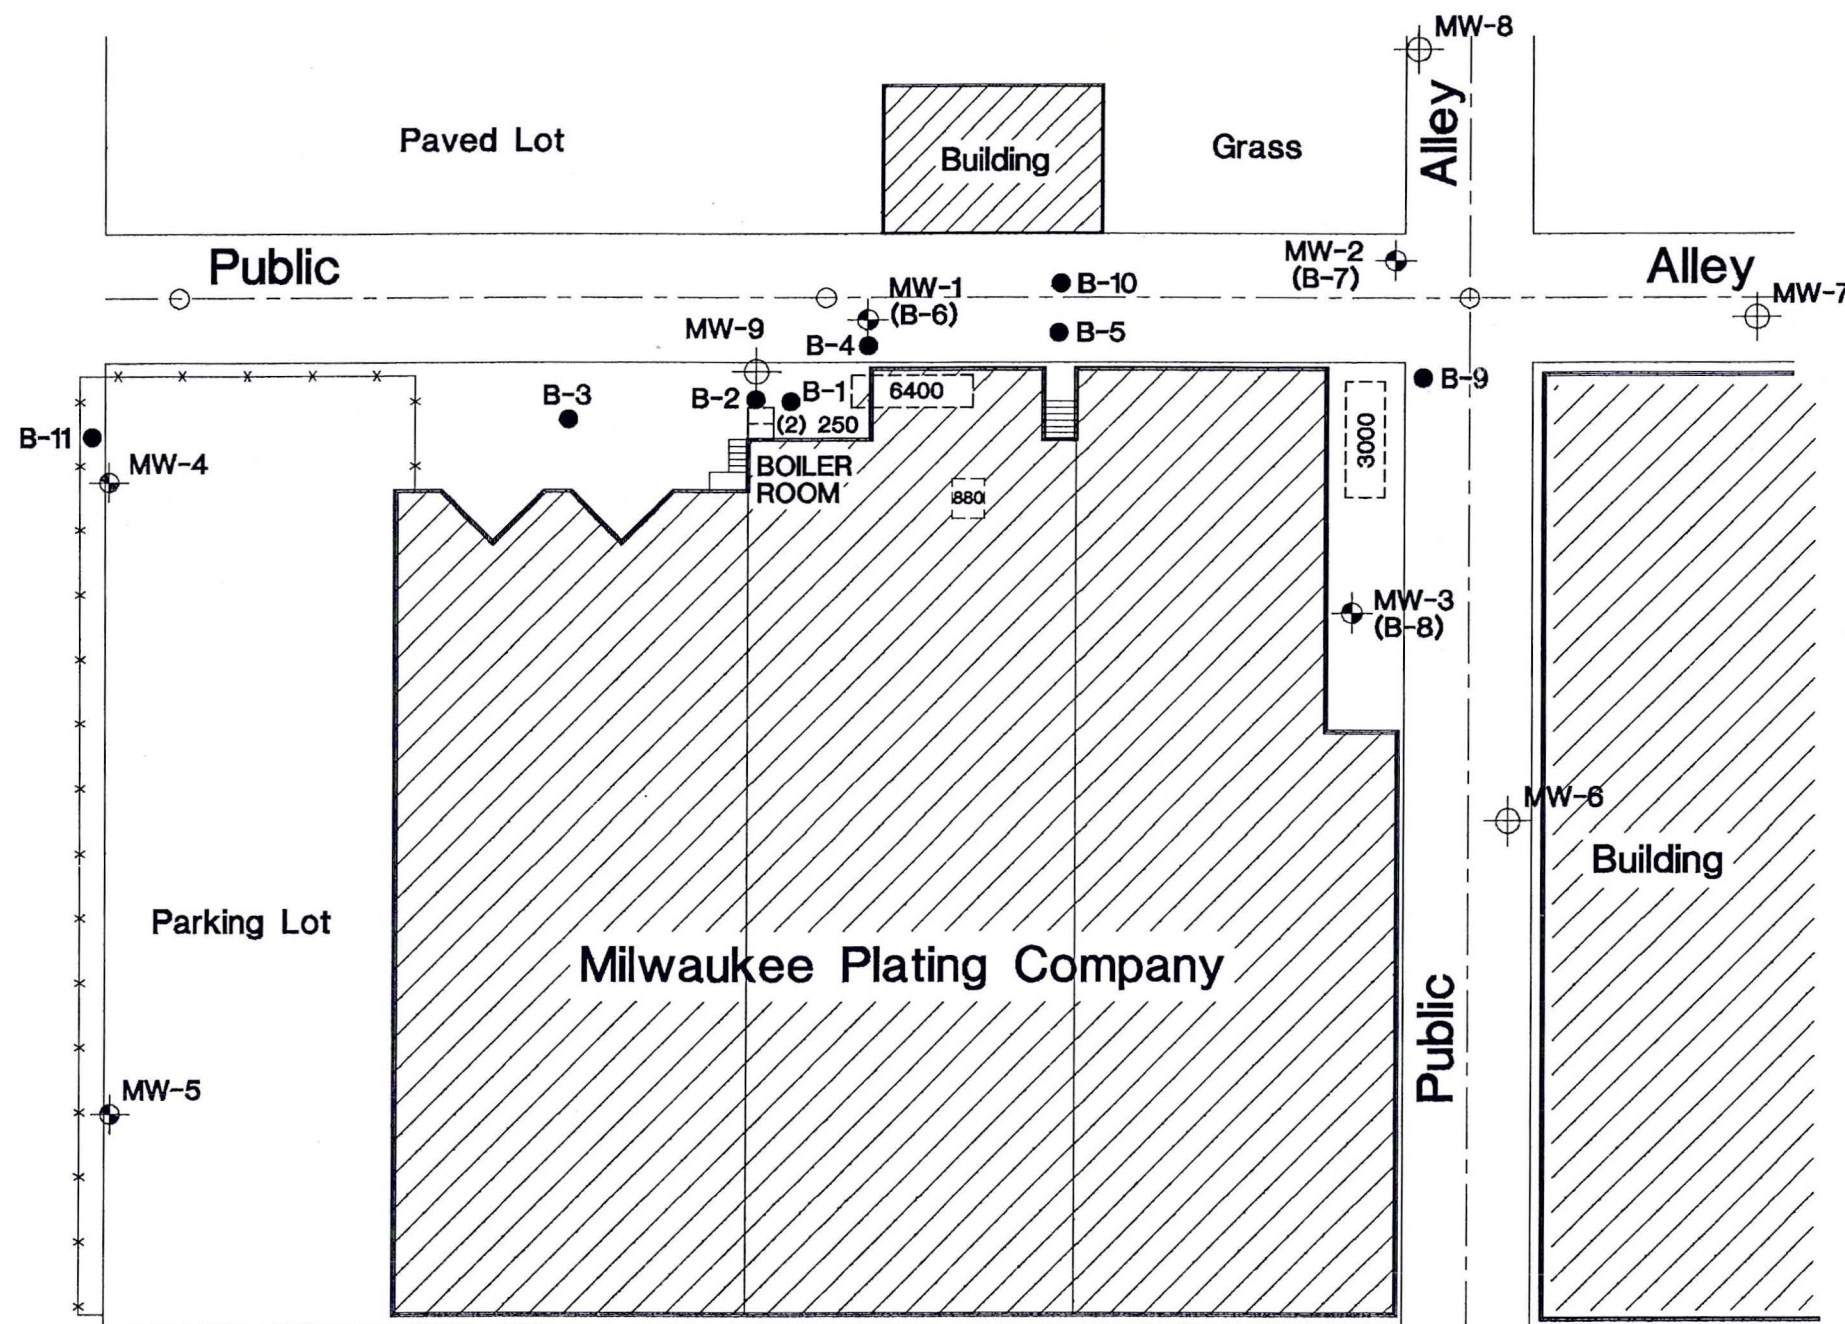 MW-8
Alley
Paved Lot
Building
Grass
Public
MW-2
(B-7)
Alley
B-10
MW-1
(B-6)
MW-7
MW-9
B-4
B-5
B-3
B-2
B-1
6400
B-9
(2) 250
3000
B-11
MW-4
BOILER
ROOM
880
MW-3
(B-8)
MW-6
Building
Parking Lot
Milwaukee Plating Company
Public
MW-5